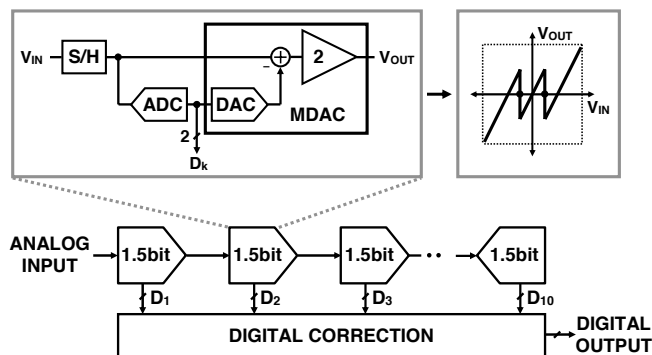 V_IN S/H 2 V_OUT
ADC DAC MDAC
2
D_k
V_OUT
V_IN
ANALOG INPUT
1.5bit 1.5bit 1.5bit ·· 1.5bit
D_1 D_2 D_3 D_10
DIGITAL CORRECTION
DIGITAL OUTPUT